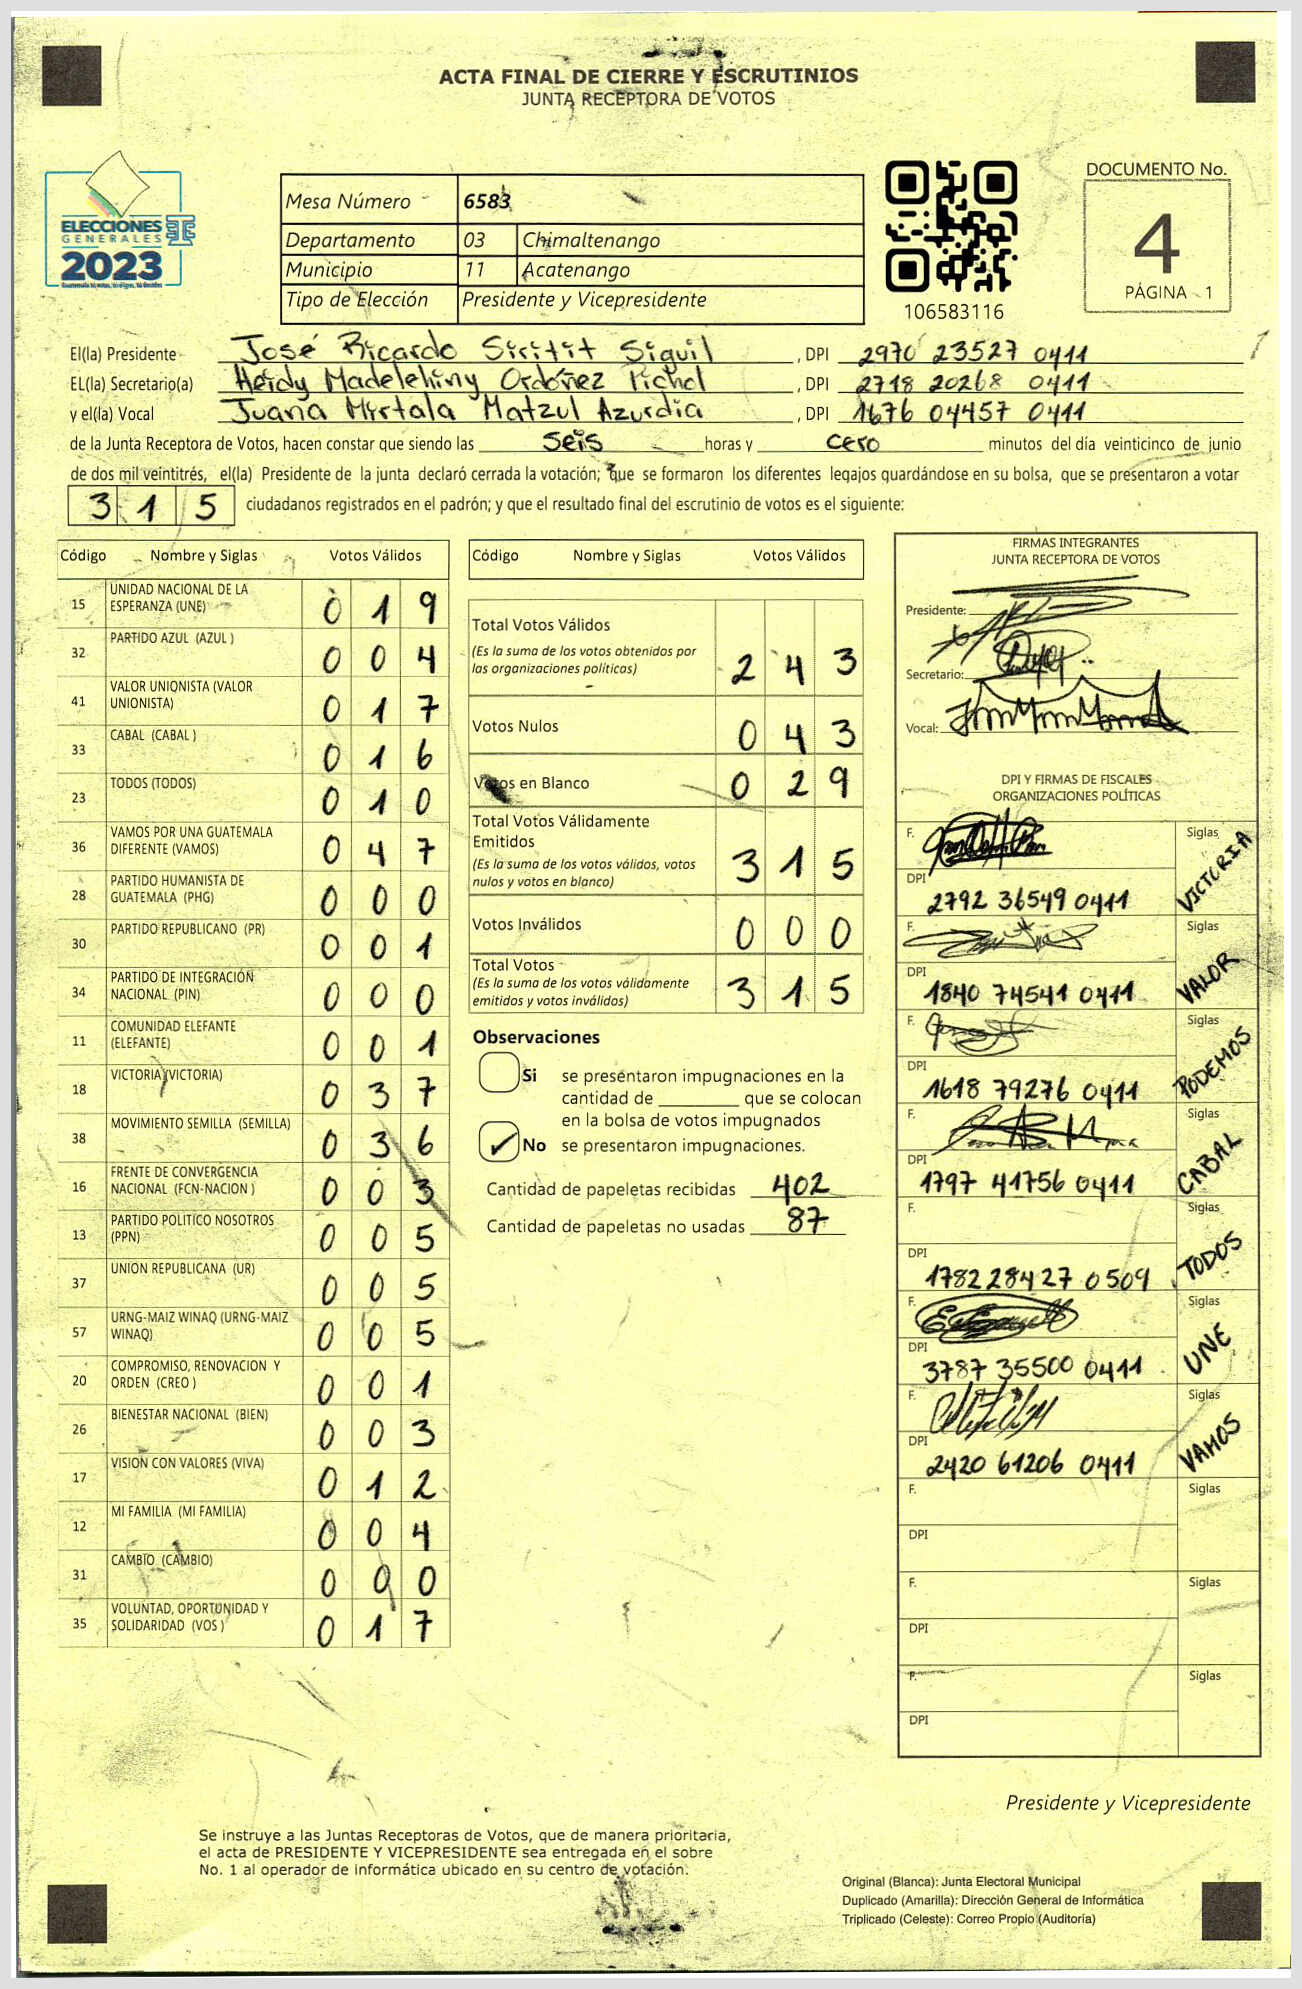 ACTA FINAL DE CIERRE Y ESCRUTINIOS
JUNTA RECEPTORA DE VOTOS
ELECCIONES
GENERALES
2023
Mesa Número 6583
Departamento 03 Chimaltenango
Municipio 11 Acatenango
Tipo de Elección Presidente y Vicepresidente
106583116
DOCUMENTO No.
4
PÁGINA 1
El(la) Presidente José Ricardo Siritit Siquil , DPI 2970 23527 0411
EL(la) Secretario(a) Heidy Madelehiny Ordóñez Pichol , DPI 2718 20268 0411
y el(la) Vocal Juana Myrtala Matzul Azurdia , DPI 1676 04457 0411
de la Junta Receptora de Votos, hacen constar que siendo las seis horas y cero minutos del día veinticinco de junio
de dos mil veintitrés, el(la) Presidente de la junta declaró cerrada la votación; que se formaron los diferentes legajos guardándose en su bolsa, que se presentaron a votar
3 1 5 ciudadanos registrados en el padrón; y que el resultado final del escrutinio de votos es el siguiente:
Código Nombre y Siglas Votos Válidos
15 UNIDAD NACIONAL DE LA ESPERANZA (UNE) 0 1 9
32 PARTIDO AZUL (AZUL ) 0 0 4
41 VALOR UNIONISTA (VALOR UNIONISTA) 0 1 7
33 CABAL (CABAL ) 0 1 6
23 TODOS (TODOS) 0 1 0
36 VAMOS POR UNA GUATEMALA DIFERENTE (VAMOS) 0 4 7
28 PARTIDO HUMANISTA DE GUATEMALA (PHG) 0 0 0
30 PARTIDO REPUBLICANO (PR) 0 0 1
34 PARTIDO DE INTEGRACIÓN NACIONAL (PIN) 0 0 0
11 COMUNIDAD ELEFANTE (ELEFANTE) 0 0 1
18 VICTORIA (VICTORIA) 0 3 7
38 MOVIMIENTO SEMILLA (SEMILLA) 0 3 6
16 FRENTE DE CONVERGENCIA NACIONAL (FCN-NACION ) 0 0 3
13 PARTIDO POLITICO NOSOTROS (PPN) 0 0 5
37 UNION REPUBLICANA (UR) 0 0 5
57 URNG-MAIZ WINAQ (URNG-MAIZ WINAQ) 0 0 5
20 COMPROMISO, RENOVACION Y ORDEN (CREO ) 0 0 1
26 BIENESTAR NACIONAL (BIEN) 0 0 3
17 VISION CON VALORES (VIVA) 0 1 2
12 MI FAMILIA (MI FAMILIA) 0 0 4
31 CAMBIO (CAMBIO) 0 0 0
35 VOLUNTAD, OPORTUNIDAD Y SOLIDARIDAD (VOS ) 0 1 7
Código Nombre y Siglas Votos Válidos
Total Votos Válidos
(Es la suma de los votos obtenidos por
las organizaciones políticas) 2 4 3
Votos Nulos 0 4 3
Votos en Blanco 0 2 9
Total Votos Válidamente
Emitidos
(Es la suma de los votos válidos, votos
nulos y votos en blanco) 3 1 5
Votos Inválidos 0 0 0
Total Votos
(Es la suma de los votos válidamente
emitidos y votos inválidos) 3 1 5
Observaciones
Si se presentaron impugnaciones en la
cantidad de ________ que se colocan
en la bolsa de votos impugnados
✓ No se presentaron impugnaciones.
Cantidad de papeletas recibidas 402
Cantidad de papeletas no usadas 87
FIRMAS INTEGRANTES
JUNTA RECEPTORA DE VOTOS
Presidente:
Secretario:
Vocal:
DPI Y FIRMAS DE FISCALES
ORGANIZACIONES POLÍTICAS
F. Siglas VICTORIA
DPI 2792 36549 0411
F. Siglas VALOR
DPI 1840 74541 0411
F. Siglas PODEMOS
DPI 1618 79276 0411
F. Siglas CABAL
DPI 1797 41756 0411
F. Siglas TODOS
DPI 1782 28427 0509
F. Siglas UNE
DPI 3787 35500 0411
F. Siglas VAMOS
DPI 2420 61206 0411
F. Siglas
DPI
F. Siglas
DPI
F. Siglas
DPI
Presidente y Vicepresidente
Se instruye a las Juntas Receptoras de Votos, que de manera prioritaria,
el acta de PRESIDENTE Y VICEPRESIDENTE sea entregada en el sobre
No. 1 al operador de informática ubicado en su centro de votación.
Original (Blanca): Junta Electoral Municipal
Duplicado (Amarilla): Dirección General de Informática
Triplicado (Celeste): Correo Propio (Auditoría)